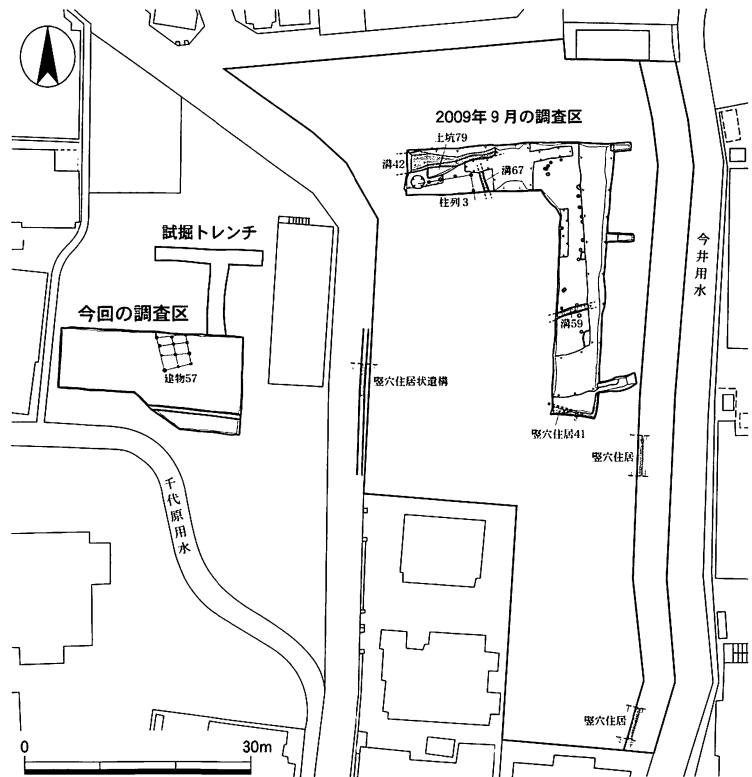 2009年9月の調査区
土坑79
溝42
溝67
柱列3
試掘トレンチ
今井用水
今回の調査区
溝59
建物57
竪穴住居状遺構
竪穴住居41
竪穴住居
千代原用水
竪穴住居
0 30m